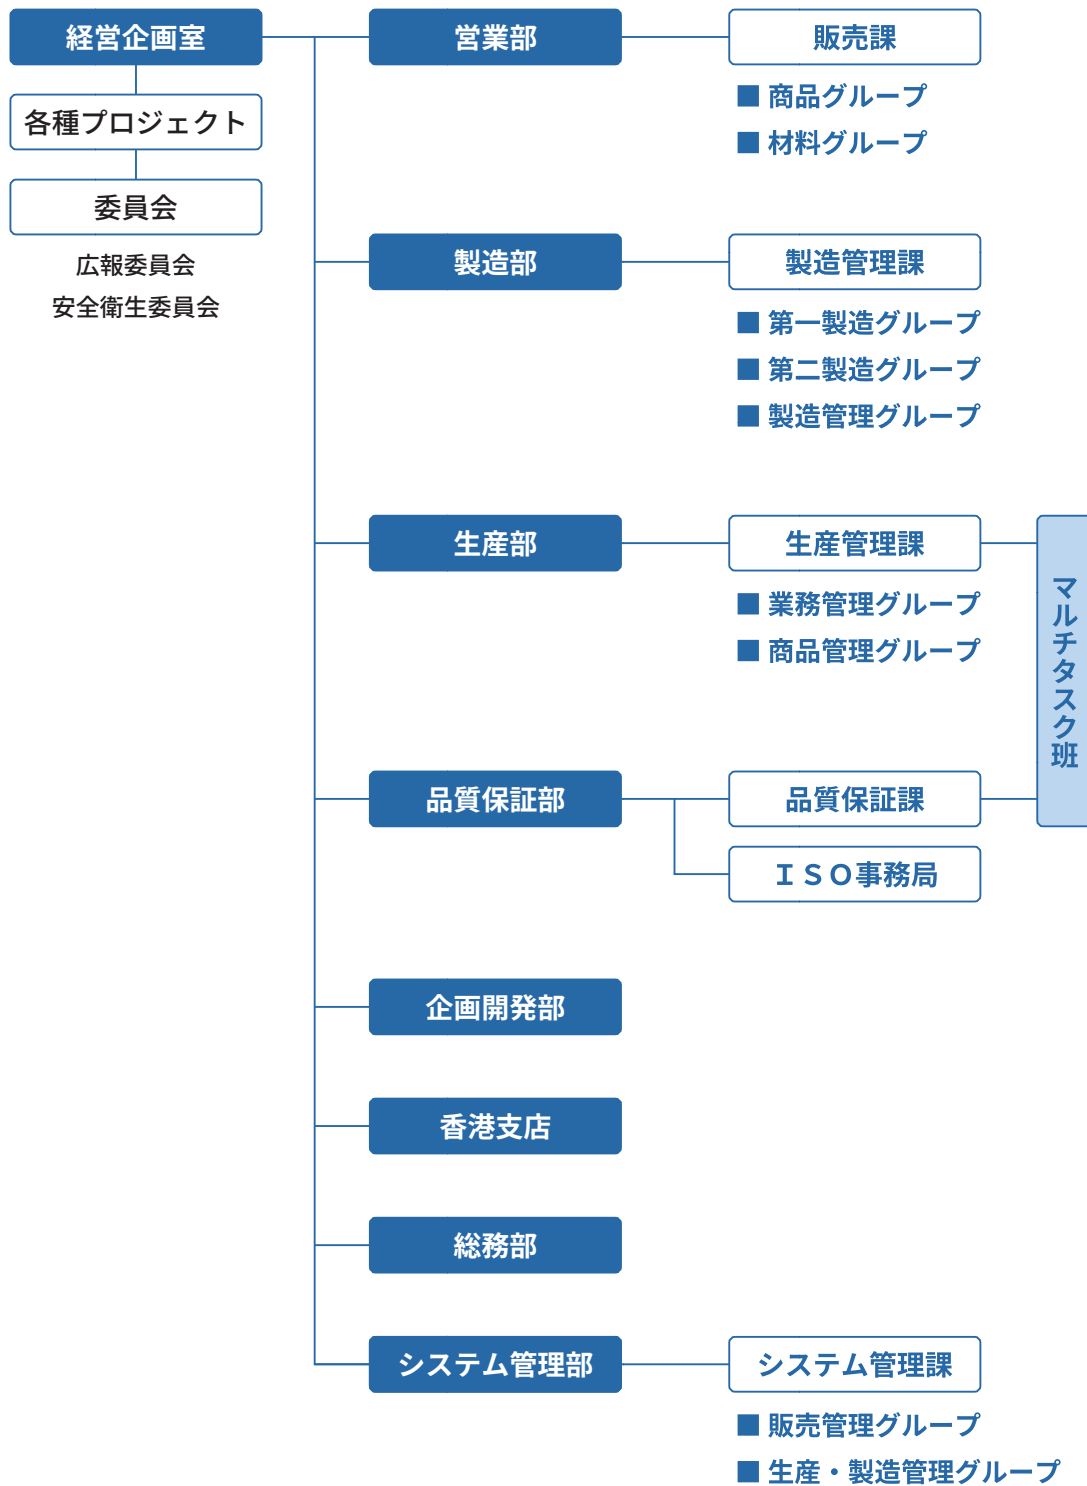 経営企画室
各種プロジェクト
委員会
広報委員会
安全衛生委員会
営業部
販売課
■ 商品グループ
■ 材料グループ
製造部
製造管理課
■ 第一製造グループ
■ 第二製造グループ
■ 製造管理グループ
生産部
生産管理課
■ 業務管理グループ
■ 商品管理グループ
マルチタスク班
品質保証部
品質保証課
ＩＳＯ事務局
企画開発部
香港支店
総務部
システム管理部
システム管理課
■ 販売管理グループ
■ 生産・製造管理グループ